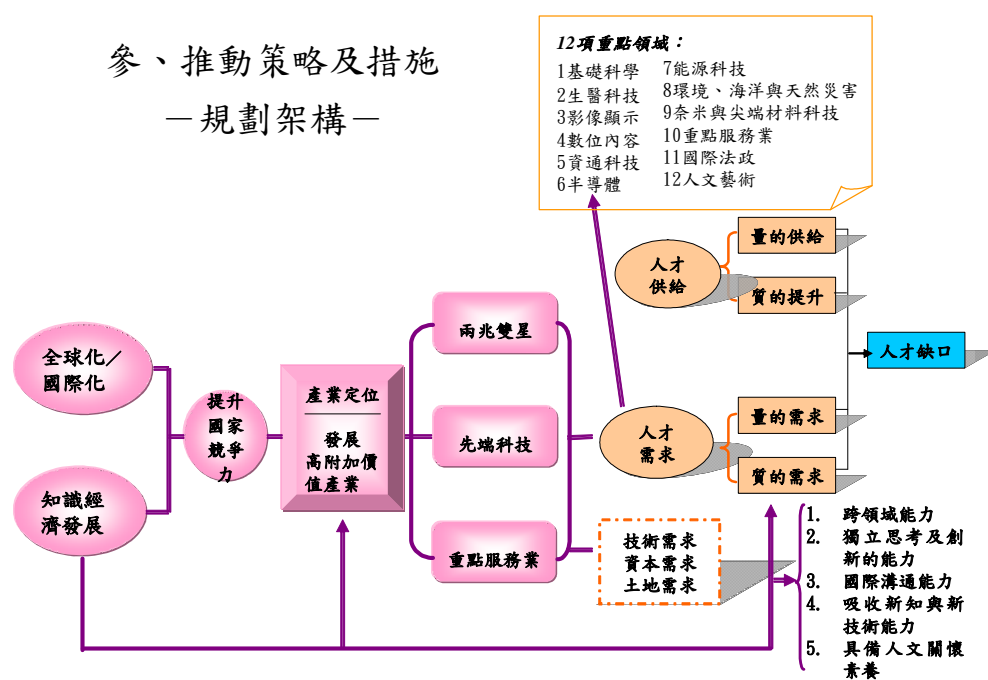 參、推動策略及措施
－規劃架構－
12項重點領域：
1基礎科學
2生醫科技
3影像顯示
4數位內容
5資通科技
6半導體
7能源科技
8環境、海洋與天然災害
9奈米與尖端材料科技
10重點服務業
11國際法政
12人文藝術
全球化／
國際化
知識經
濟發展
提升
國家
競爭
力
產業定位
發展
高附加價
值產業
兩兆雙星
先端科技
重點服務業
人才
供給
量的供給
質的提升
人才缺口
人才
需求
量的需求
質的需求
技術需求
資本需求
土地需求
1. 跨領域能力
2. 獨立思考及創
新的能力
3. 國際溝通能力
4. 吸收新知與新
技術能力
5. 具備人文關懷
素養